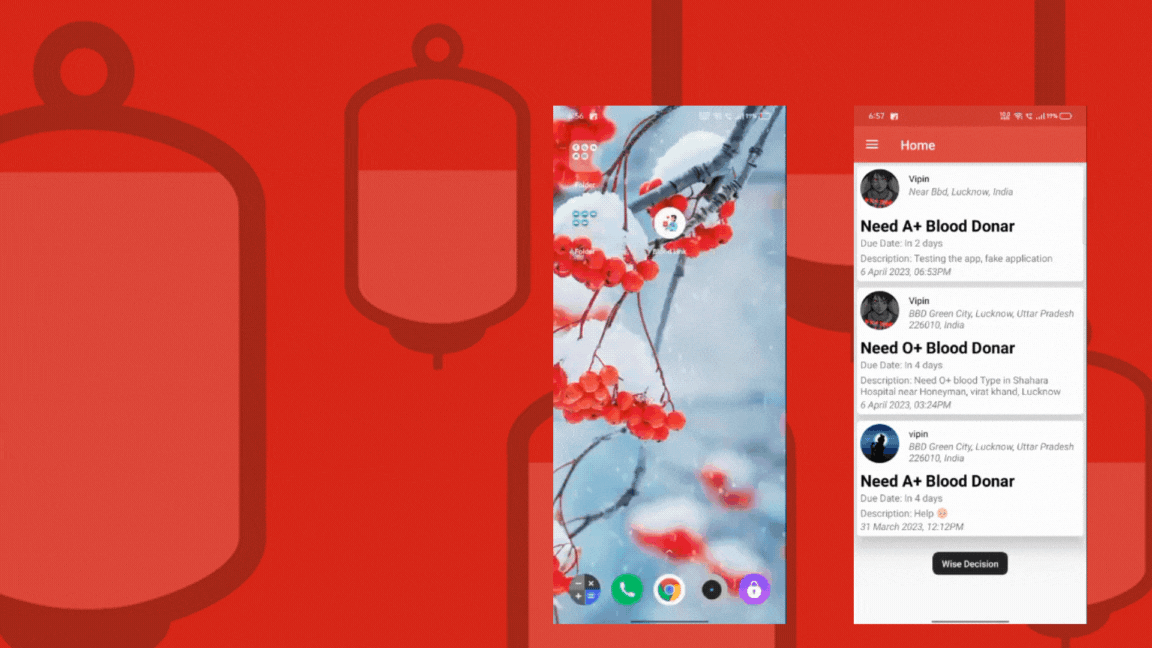 6:56
Folder
6:57
Home
Vipin
Near Bbd, Lucknow, India
Need A+ Blood Donar
Due Date: In 2 days
Description: Testing the app, fake application
6 April 2023, 06:53PM
Vipin
BBD Green City, Lucknow, Uttar Pradesh
226010, India
Need O+ Blood Donar
Due Date: In 4 days
Description: Need O+ blood Type in Shahara
Hospital near Honeyman, virat khand, Lucknow
6 April 2023, 03:24PM
vipin
BBD Green City, Lucknow, Uttar Pradesh
226010, India
Need A+ Blood Donar
Due Date: In 4 days
Description: Help 🥺
31 March 2023, 12:12PM
Wise Decision